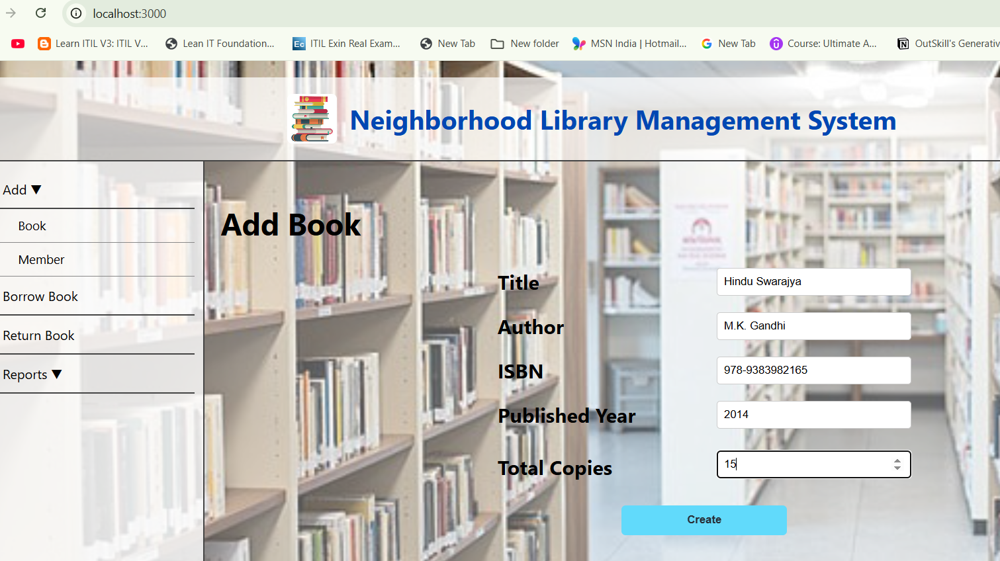 localhost:3000
Learn ITIL V3: ITIL V... Lean IT Foundation... Ec ITIL Exin Real Exam... New Tab New folder MSN India | Hotmail... New Tab Course: Ultimate A... OutSkill's Generativ
Neighborhood Library Management System
Add ▼
Book
Member
Borrow Book
Return Book
Reports ▼
Add Book
Title Hindu Swarajya
Author M.K. Gandhi
ISBN 978-9383982165
Published Year 2014
Total Copies 15
Create